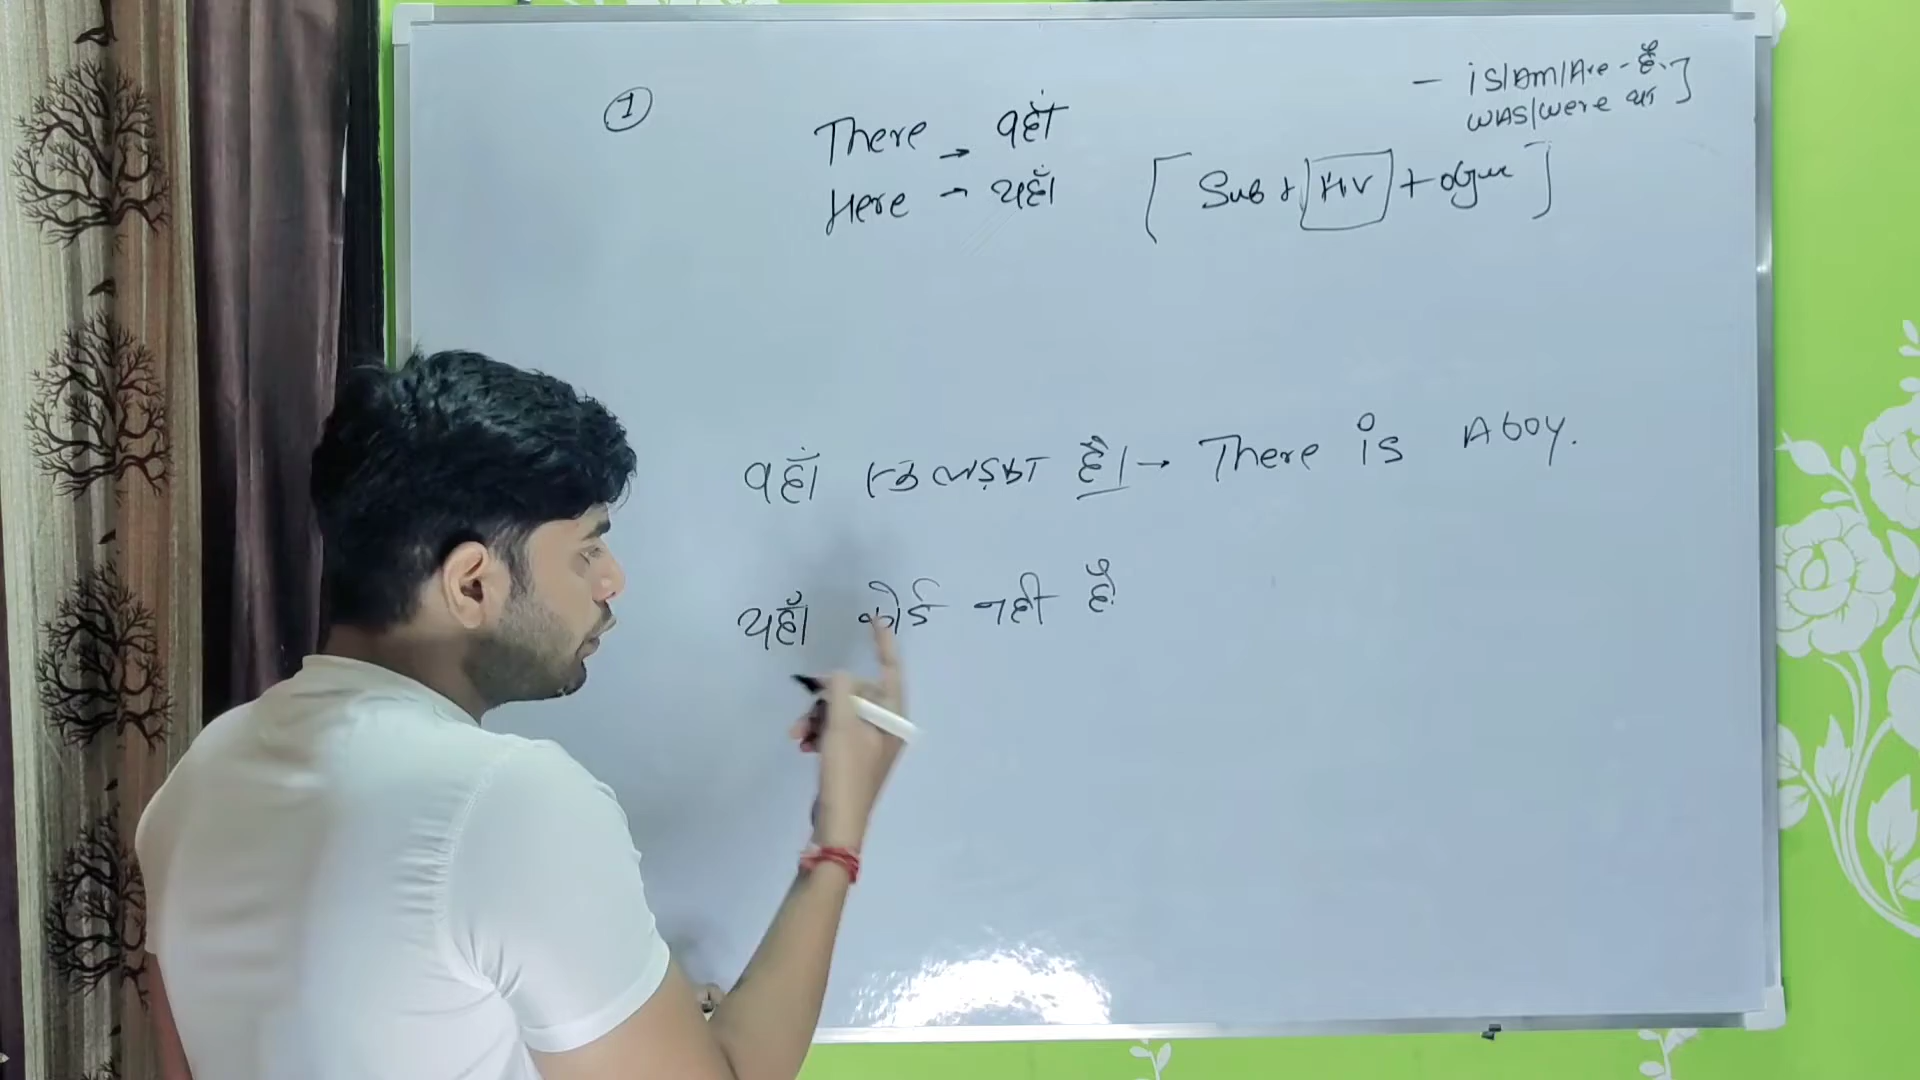 ①
There → वहाँ
Here → यहाँ
- is/Am/Are - है
was/were था
[Sub + HV + other]
वहाँ एक लड़का है। → There is A boy.
यहाँ कोई नही है